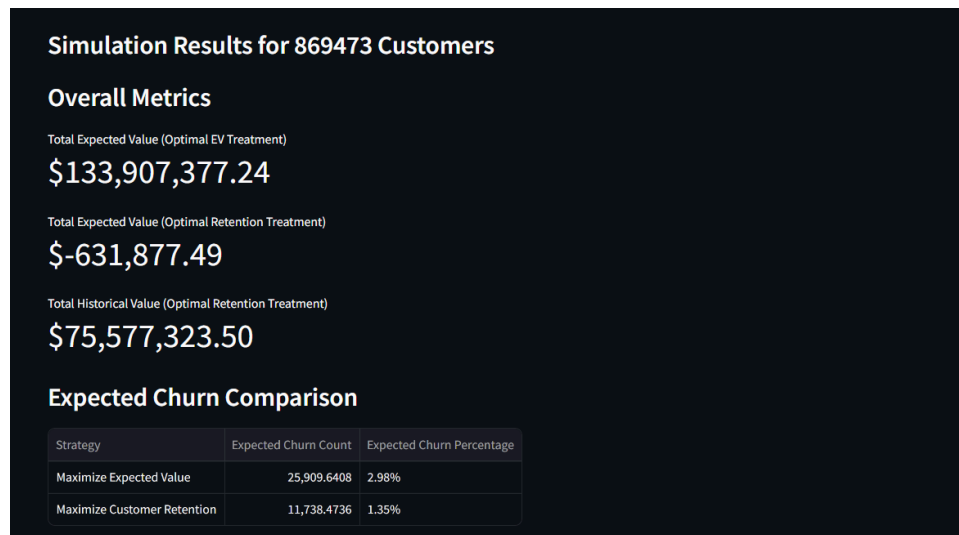 Simulation Results for 869473 Customers
Overall Metrics
Total Expected Value (Optimal EV Treatment)
$133,907,377.24
Total Expected Value (Optimal Retention Treatment)
$-631,877.49
Total Historical Value (Optimal Retention Treatment)
$75,577,323.50
Expected Churn Comparison
Strategy Expected Churn Count Expected Churn Percentage
Maximize Expected Value 25,909.6408 2.98%
Maximize Customer Retention 11,738.4736 1.35%